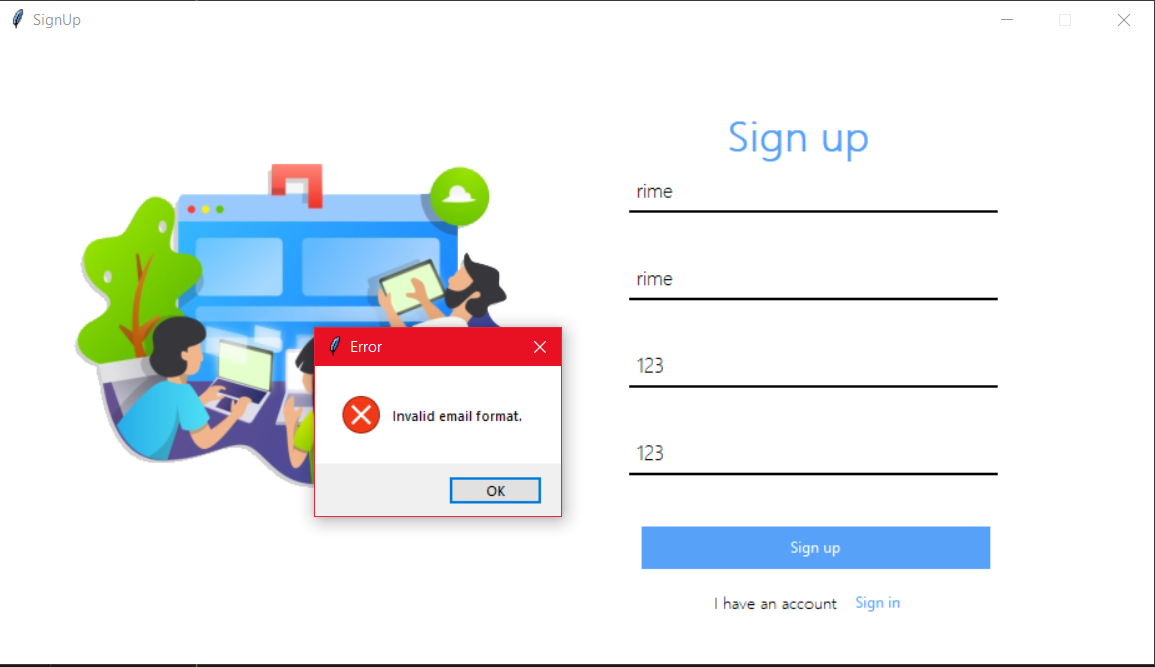 SignUp
Sign up
rime
rime
123
123
Error
Invalid email format.
OK
Sign up
I have an account Sign in